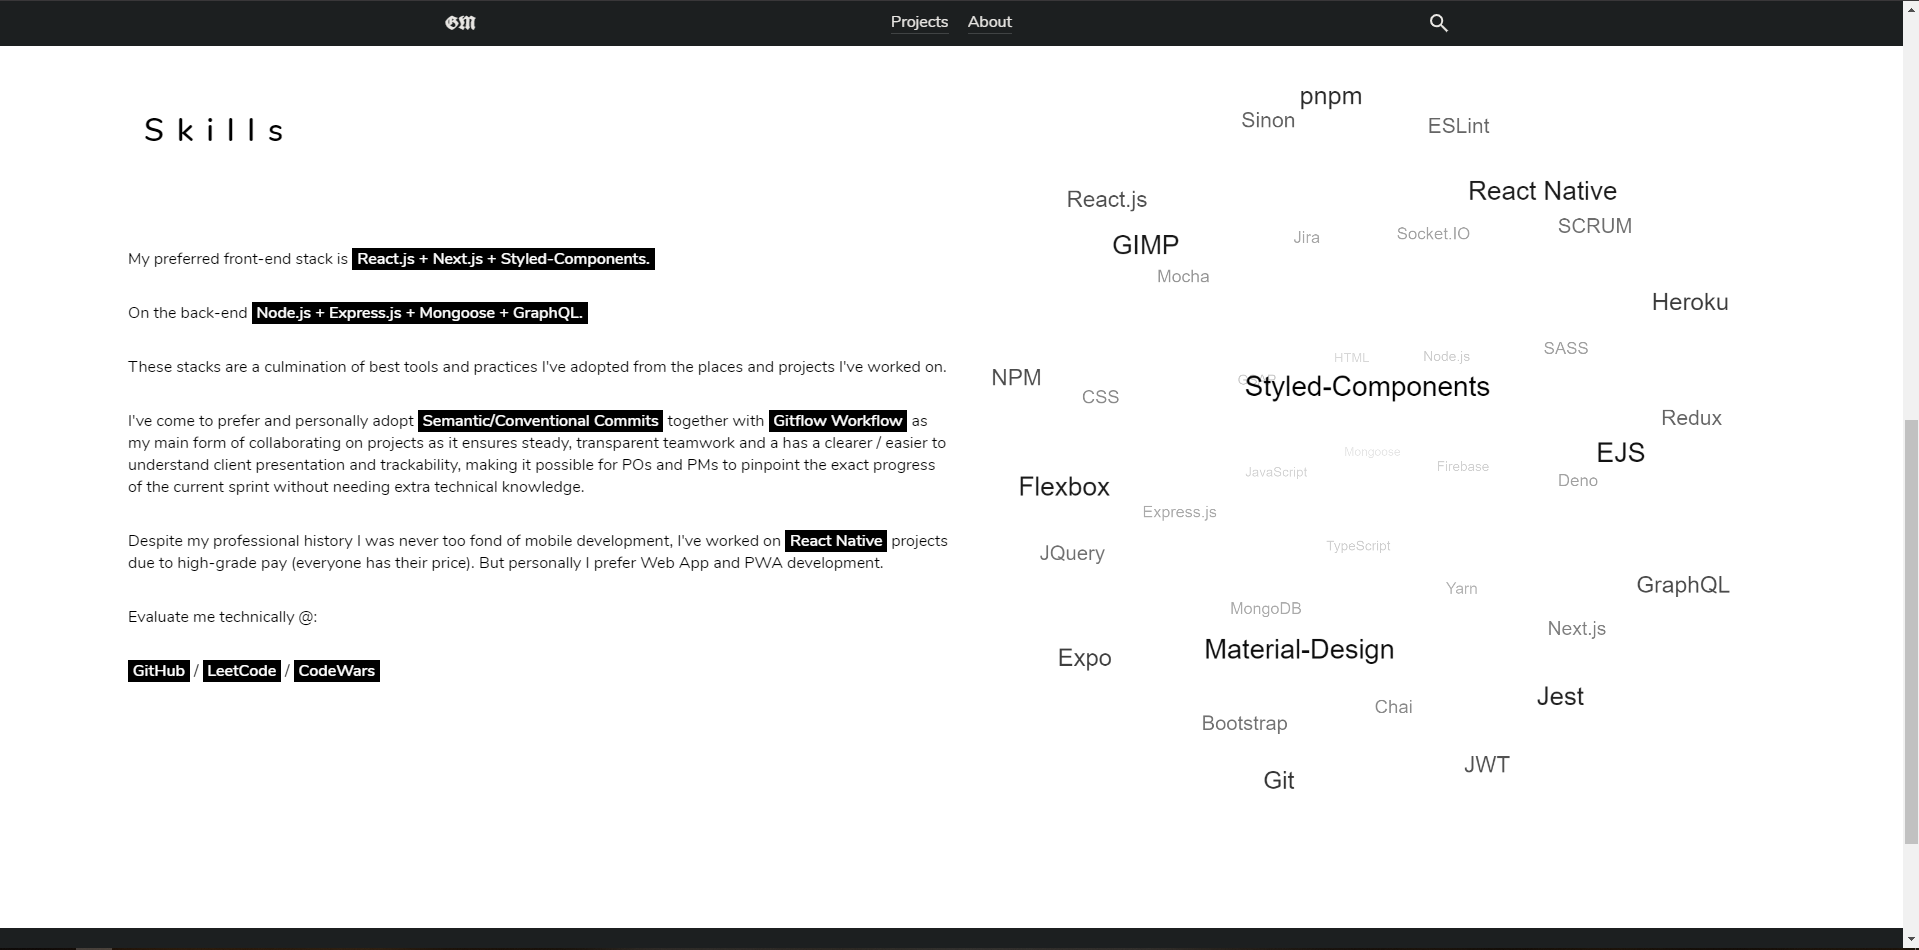 GM
Projects About
Skills
My preferred front-end stack is React.js + Next.js + Styled-Components.
On the back-end Node.js + Express.js + Mongoose + GraphQL.
These stacks are a culmination of best tools and practices I've adopted from the places and projects I've worked on.
I've come to prefer and personally adopt Semantic/Conventional Commits together with Gitflow Workflow as
my main form of collaborating on projects as it ensures steady, transparent teamwork and a has a clearer / easier to
understand client presentation and trackability, making it possible for POs and PMs to pinpoint the exact progress
of the current sprint without needing extra technical knowledge.
Despite my professional history I was never too fond of mobile development, I've worked on React Native projects
due to high-grade pay (everyone has their price). But personally I prefer Web App and PWA development.
Evaluate me technically @:
GitHub / LeetCode / CodeWars
pnpm
Sinon
ESLint
React Native
React.js
SCRUM
Socket.IO
Jira
GIMP
Mocha
Heroku
SASS
HTML
Node.js
NPM
Styled-Components
CSS
Redux
EJS
Mongoose
Firebase
JavaScript
Deno
Flexbox
Express.js
TypeScript
JQuery
GraphQL
Yarn
MongoDB
Next.js
Material-Design
Expo
Jest
Chai
Bootstrap
JWT
Git